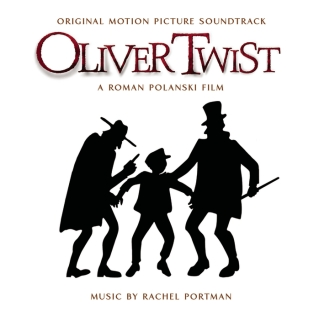 ORIGINAL MOTION PICTURE SOUNDTRACK
OLIVER TWIST
A ROMAN POLANSKI FILM
MUSIC BY RACHEL PORTMAN